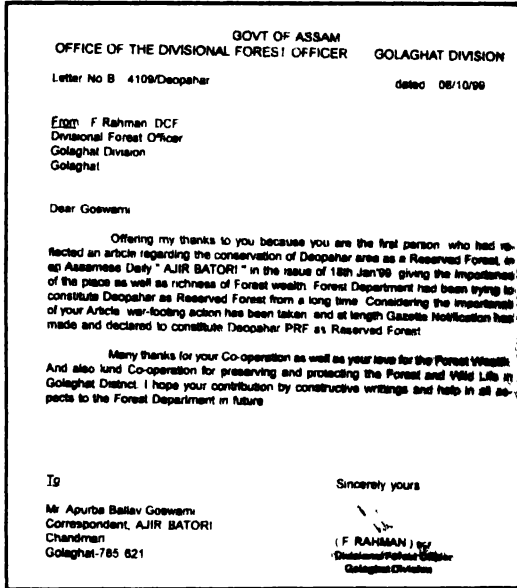 GOVT OF ASSAM
OFFICE OF THE DIVISIONAL FOREST OFFICER GOLAGHAT DIVISION
Letter No B 4109/Deopahar dated 08/10/99
From F Rahman DCF
Divisional Forest Officer
Golaghat Division
Golaghat
Dear Goswami
Offering my thanks to you because you are the first person who had re-
flected an article regarding the conservation of Deopahar area as a Reserved Forest, in
ap Assamese Daily " AJIR BATORI " in the issue of 18th Jan'99 giving the importance
of the place as well as richness of Forest wealth Forest Department had been trying to
constitute Deopahar as Reserved Forest from a long time Considering the importance
of your Article war-footing action has been taken and at length Gazette Notification has
made and declared to constitute Deopahar PRF as Reserved Forest
Many thanks for your Co-operation as well as your love for the Forest Wealth
And also kind Co-operation for preserving and protecting the Forest and Wild Life in
Golaghat District. I hope your contribution by constructive writings and help in all as-
pects to the Forest Department in future
To Sincerely yours
Mr Apurba Ballav Goswami
Correspondent, AJIR BATORI
Chandmari
Golaghat-785 621
( F RAHMAN )
Divisional Forest Officer
Golaghat Division